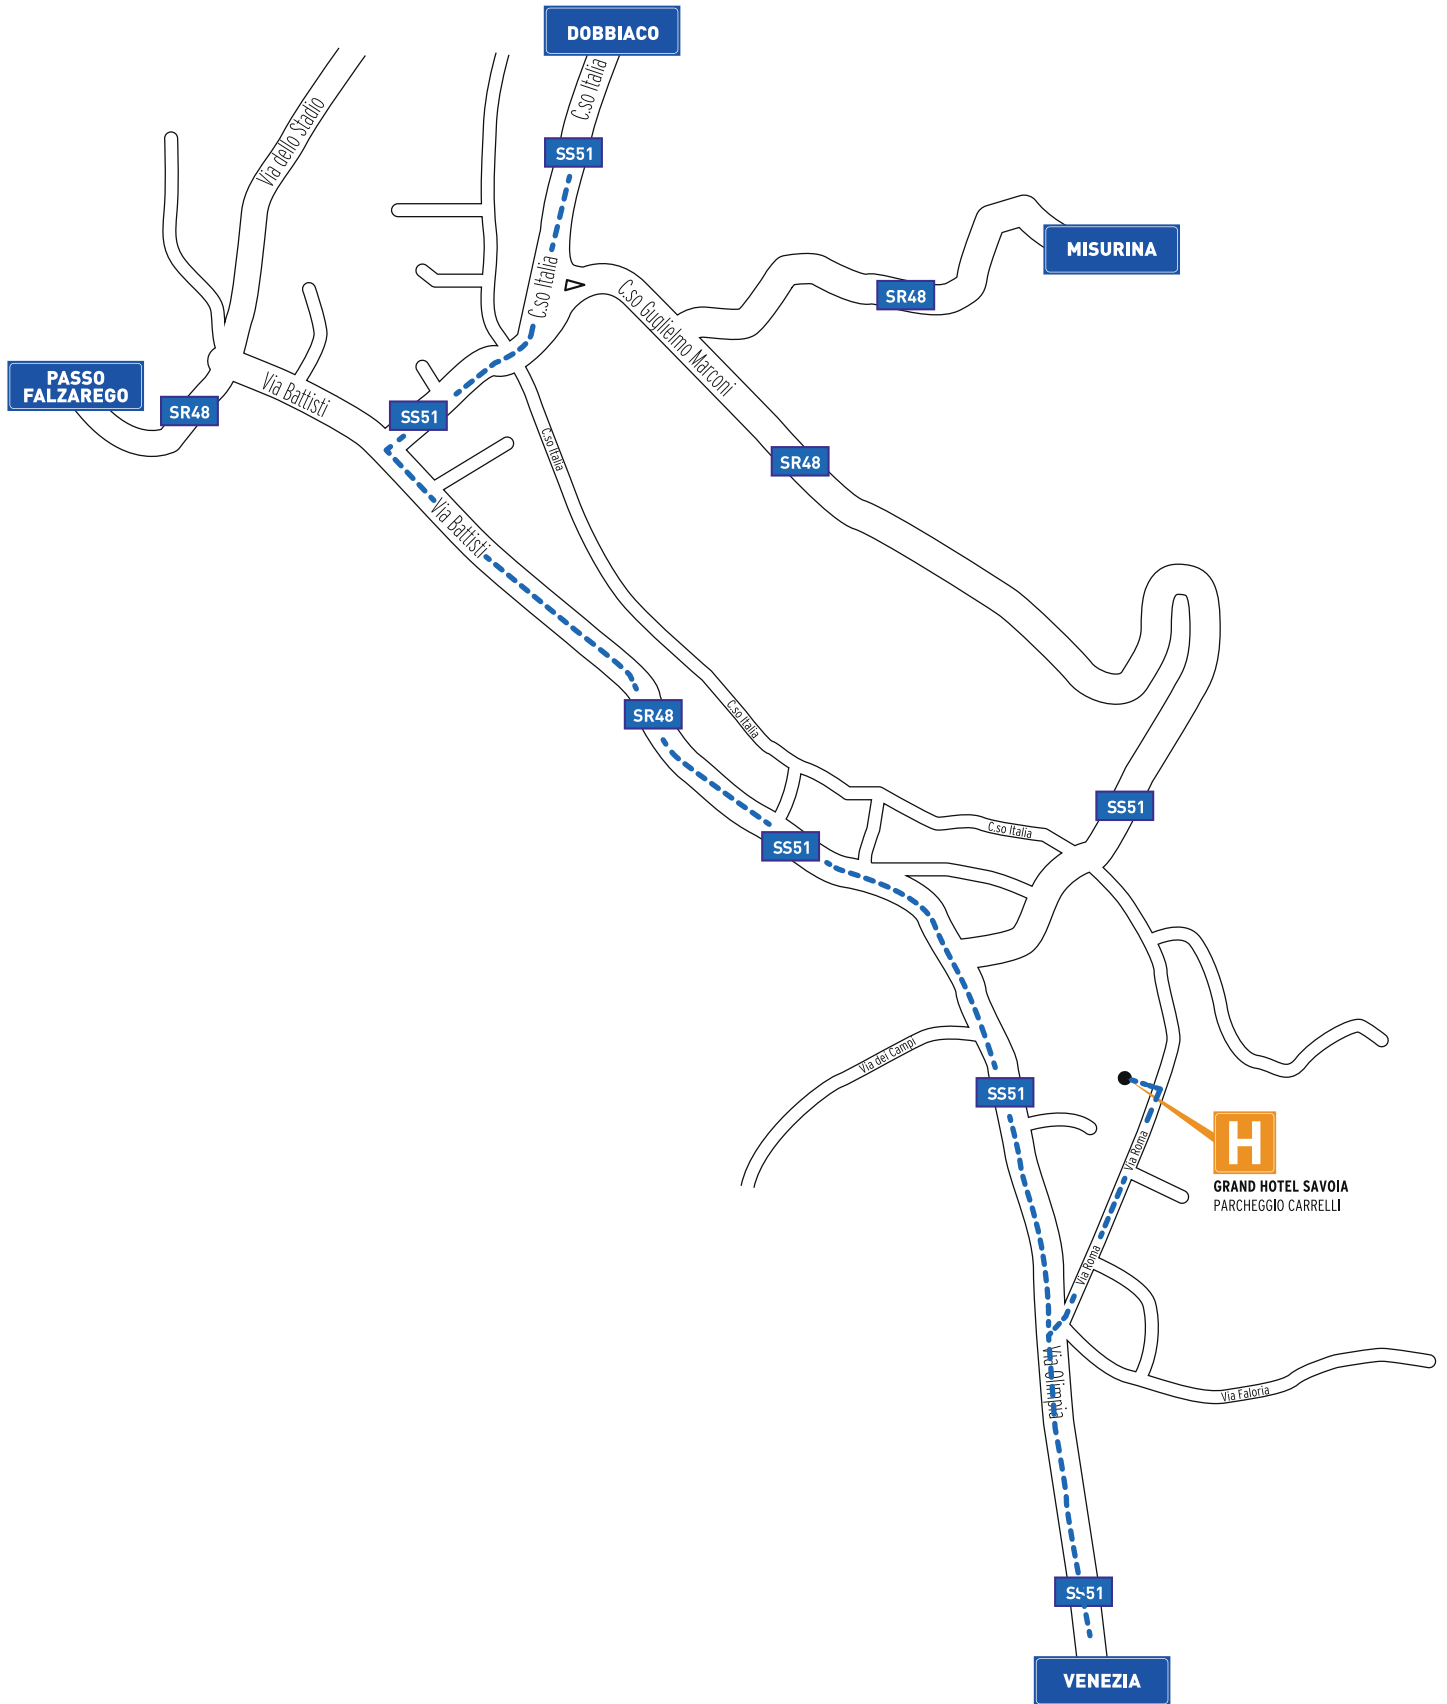 DOBBIACO
C.so Italia
Via dello Stadio
SS51
MISURINA
C.so Italia
C.so Guglielmo Marconi
SR48
PASSO
FALZAREGO
SR48
Via Battisti
SS51
C.so Italia
SR48
Via Battisti
SR48
C.so Italia
SS51
C.so Italia
SS51
Via dei Campi
SS51
H
GRAND HOTEL SAVOIA
PARCHEGGIO CARRELLI
Via Roma
Via Roma
Via Olimpia
Via Faloria
SS51
VENEZIA